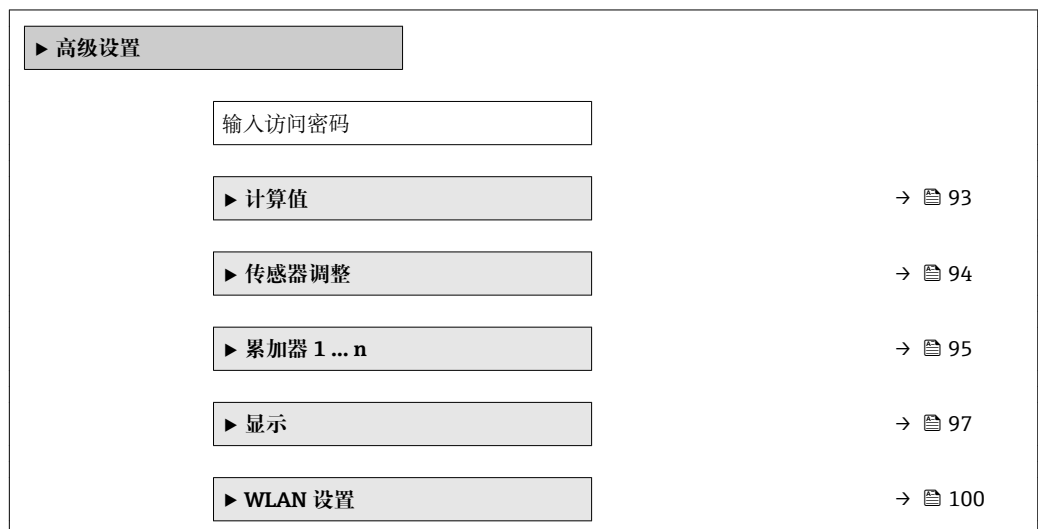 ▶ 高级设置
输入访问密码
▶ 计算值 → 93
▶ 传感器调整 → 94
▶ 累加器 1 … n → 95
▶ 显示 → 97
▶ WLAN 设置 → 100